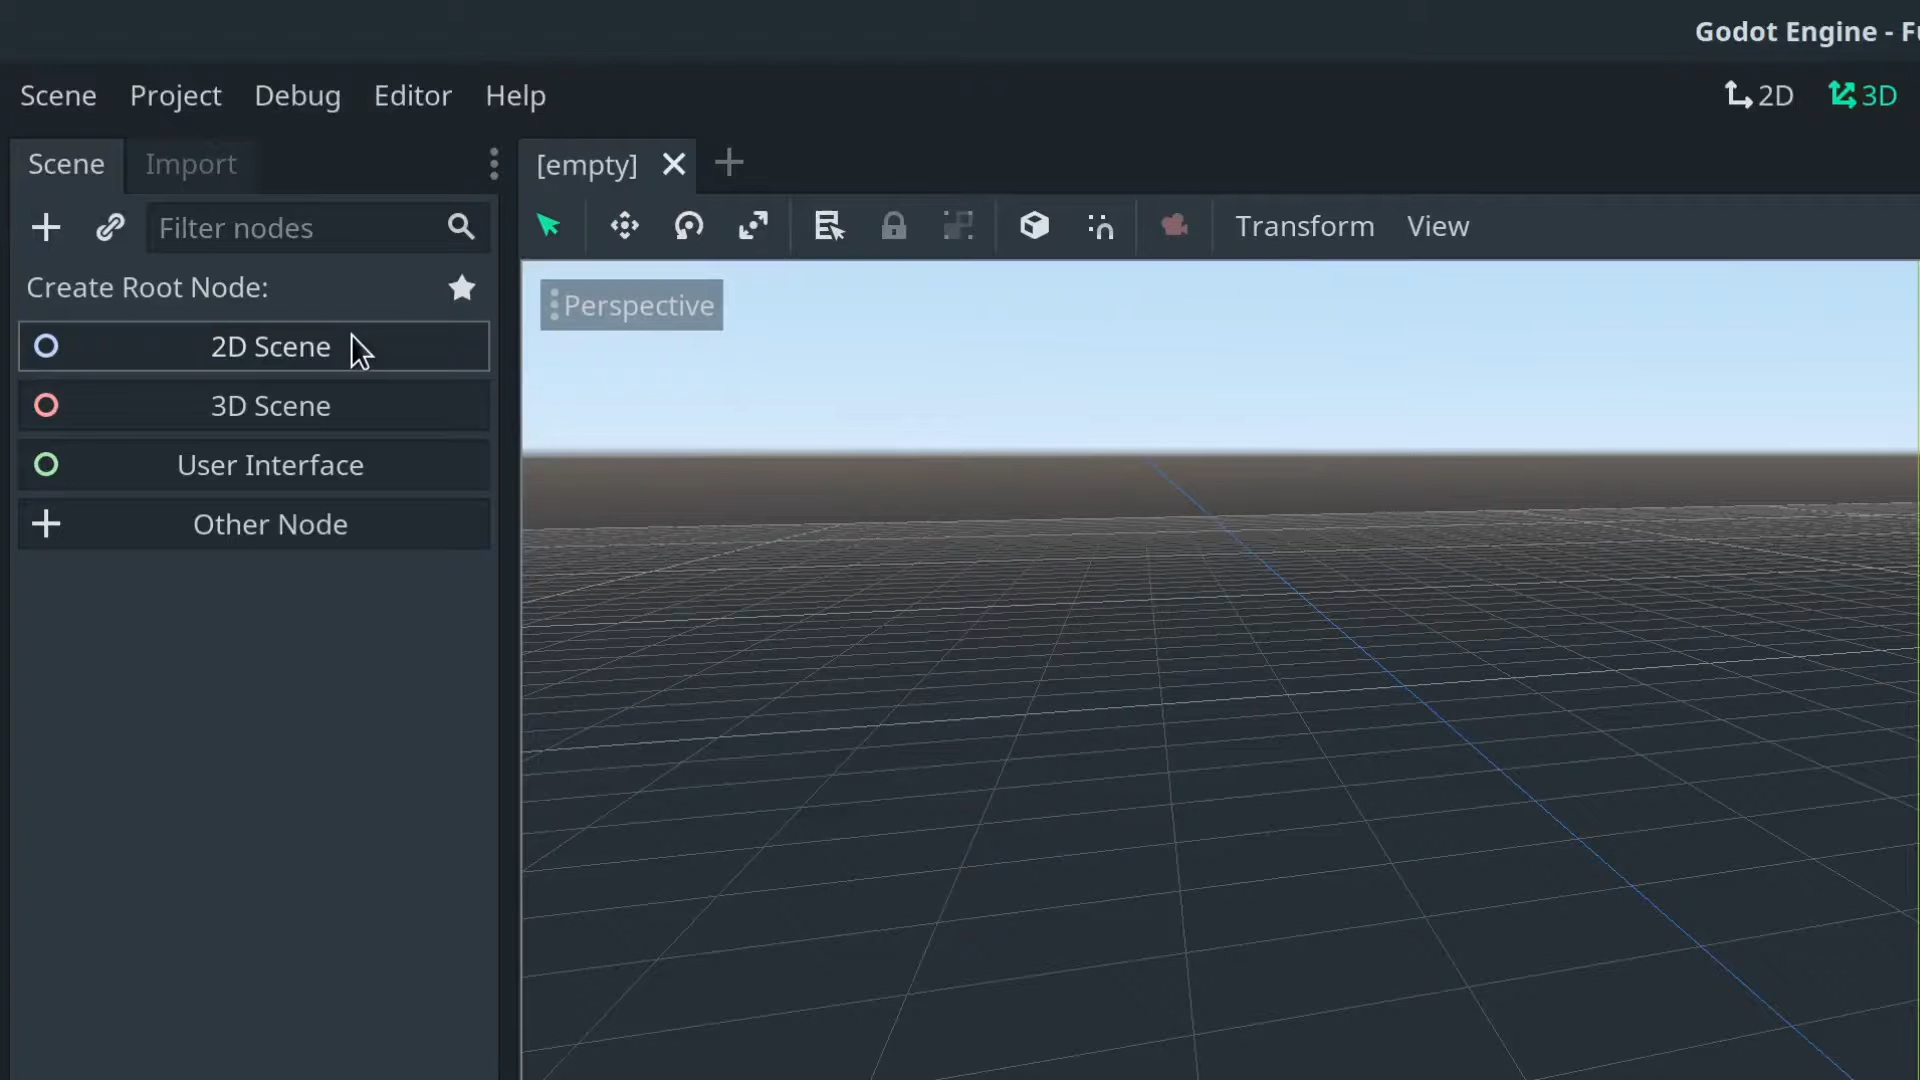 Godot Engine - Fu
Scene Project Debug Editor Help
2D 3D
Scene Import
[empty]
Filter nodes
Transform View
Create Root Node:
Perspective
2D Scene
3D Scene
User Interface
Other Node